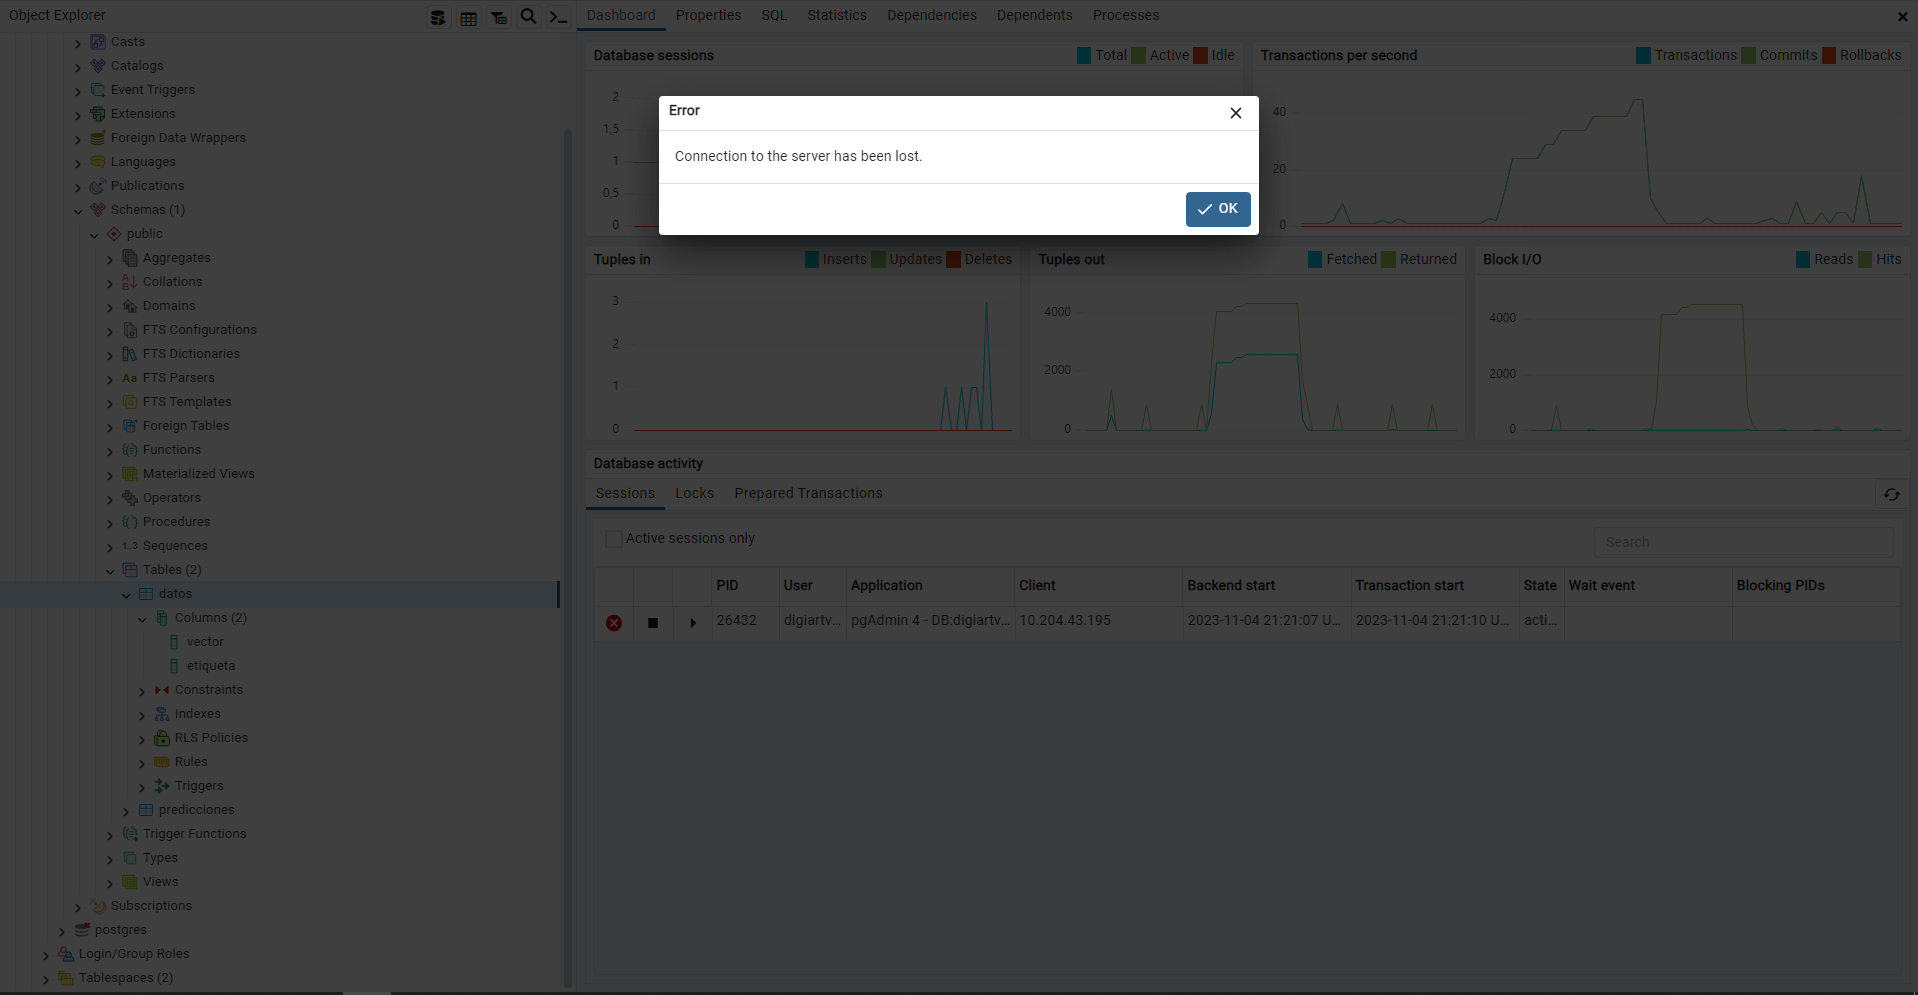 Object Explorer
Dashboard Properties SQL Statistics Dependencies Dependents Processes
Casts
Catalogs
Event Triggers
Extensions
Foreign Data Wrappers
Languages
Publications
Schemas (1)
public
Aggregates
Collations
Domains
FTS Configurations
FTS Dictionaries
Aa FTS Parsers
FTS Templates
Foreign Tables
Functions
Materialized Views
Operators
Procedures
1..3 Sequences
Tables (2)
datos
Columns (2)
vector
etiqueta
Constraints
Indexes
RLS Policies
Rules
Triggers
predicciones
Trigger Functions
Types
Views
Subscriptions
postgres
Login/Group Roles
Tablespaces (2)
Database sessions
Total Active Idle
2
1,5
1
0,5
0
Transactions per second
Transactions Commits Rollbacks
40
20
0
Error
Connection to the server has been lost.
OK
Tuples in
Inserts Updates Deletes
3
2
1
0
Tuples out
Fetched Returned
4000
2000
0
Block I/O
Reads Hits
4000
2000
0
Database activity
Sessions Locks Prepared Transactions
Active sessions only
Search
PID User Application Client Backend start Transaction start State Wait event Blocking PIDs
26432 digiartv... pgAdmin 4 - DB:digiartv... 10.204.43.195 2023-11-04 21:21:07 U... 2023-11-04 21:21:10 U... acti...